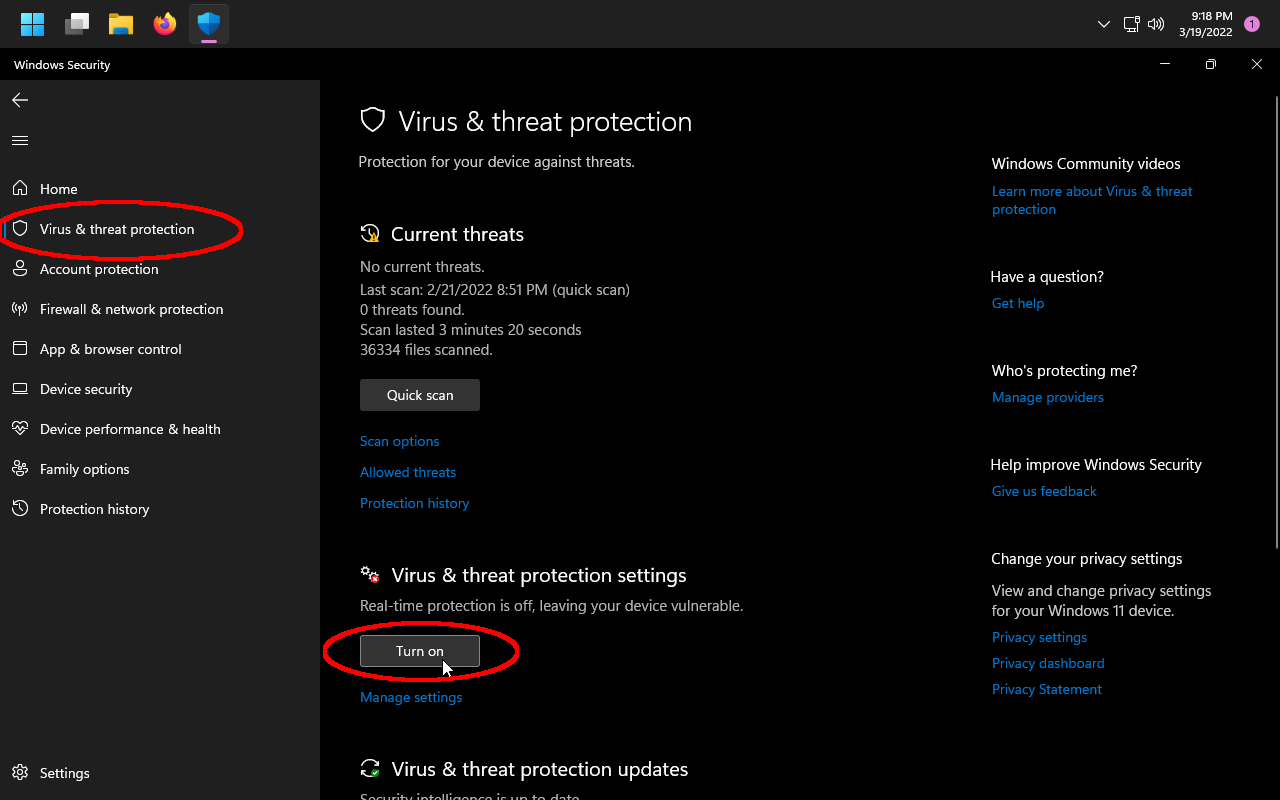 9:18 PM
3/19/2022
1
Windows Security
Home
Virus & threat protection
Account protection
Firewall & network protection
App & browser control
Device security
Device performance & health
Family options
Protection history
Settings
Virus & threat protection
Protection for your device against threats.
Current threats
No current threats.
Last scan: 2/21/2022 8:51 PM (quick scan)
0 threats found.
Scan lasted 3 minutes 20 seconds
36334 files scanned.
Quick scan
Scan options
Allowed threats
Protection history
Virus & threat protection settings
Real-time protection is off, leaving your device vulnerable.
Turn on
Manage settings
Virus & threat protection updates
Security intelligence is up to date.
Windows Community videos
Learn more about Virus & threat
protection
Have a question?
Get help
Who's protecting me?
Manage providers
Help improve Windows Security
Give us feedback
Change your privacy settings
View and change privacy settings
for your Windows 11 device.
Privacy settings
Privacy dashboard
Privacy Statement